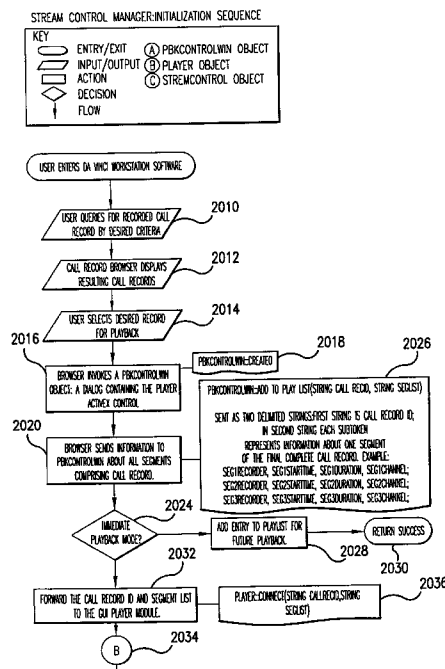 STREAM CONTROL MANAGER:INITIALIZATION SEQUENCE
KEY
ENTRY/EXIT
INPUT/OUTPUT
ACTION
DECISION
FLOW
A PBKCONTROLWIN OBJECT
B PLAYER OBJECT
C STREMCONTROL OBJECT
USER ENTERS DA VINCI WORKSTATION SOFTWARE
USER QUERIES FOR RECORDED CALL
RECORD BY DESIRED CRITERIA
2010
CALL RECORD BROWSER DISPLAYS
RESULTING CALL RECORDS
2012
USER SELECTS DESIRED RECORD
FOR PLAYBACK
2014
2016
BROWSER INVOKES A PBKCONTROLWIN
OBJECT: A DIALOG CONTAINING THE PLAYER
ACTIVEX CONTROL
PBKCONTROLWIN::CREATED
2018
2020
BROWSER SENDS INFORMATION
TO PBKCONTROLWIN ABOUT ALL SEGMENTS
COMPRISING CALL RECORD.
2026
PBKCONTROLWIN::ADD TO PLAY LIST(STRING CALL RECID, STRING SEGLIST)
SENT AS TWO DELIMITED STRINGS:FIRST STRING IS CALL RECORD ID;
IN SECOND STRING EACH SUBTOKEN
REPRESENTS INFORMATION ABOUT ONE SEGMENT
OF THE FINAL COMPLETE CALL RECORD. EXAMPLE:
SEG1RECORDER, SEG1STARTTIME, SEG1DURATION, SEG1CHANNEL;
SEG2RECORDER, SEG2STARTTIME, SEG2DURATION, SEG2CHANNEL;
SEG3RECORDER, SEG3STARTTIME, SEG3DURATION, SEG3CHANNEL;
2024
IMMEDIATE
PLAYBACK MODE?
ADD ENTRY TO PLAYLIST FOR
FUTURE PLAYBACK.
2028
RETURN SUCCESS
2030
2032
FORWARD THE CALL RECORD ID AND SEGMENT LIST
TO THE GUI PLAYER MODULE.
PLAYER::CONNECT(STRING CALLRECID,STRING
SEGLIST)
2036
B
2034